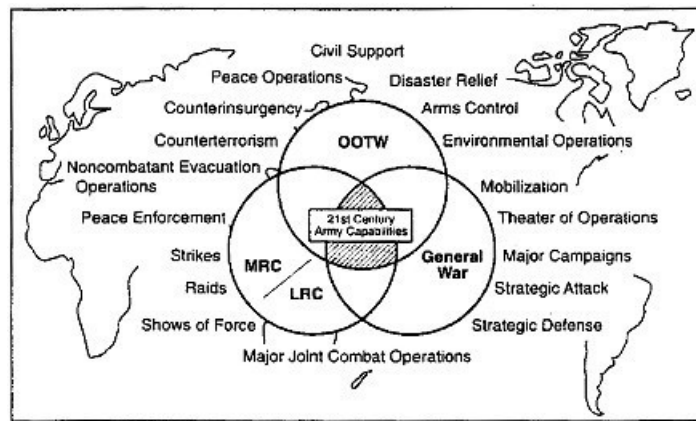 Civil Support
Peace Operations
Disaster Relief
Counterinsurgency
Arms Control
Counterterrorism
OOTW
Environmental Operations
Noncombatant Evacuation
Operations
Mobilization
Peace Enforcement
21st Century
Army Capabilities
Theater of Operations
Strikes
MRC
General
War
Major Campaigns
Raids
LRC
Strategic Attack
Shows of Force
Strategic Defense
Major Joint Combat Operations